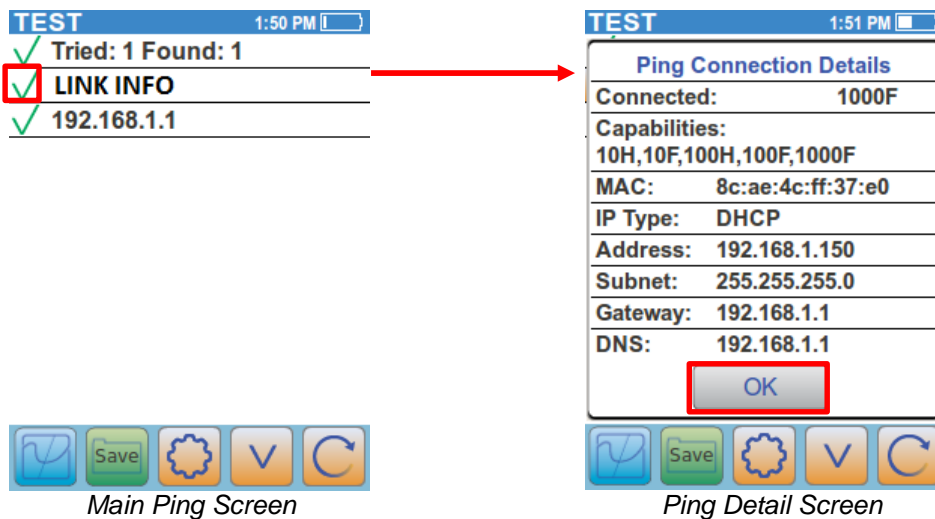 TEST 1:50 PM
Tried: 1 Found: 1
LINK INFO
192.168.1.1
Save
Main Ping Screen
TEST 1:51 PM
Ping Connection Details
Connected: 1000F
Capabilities:
10H,10F,100H,100F,1000F
MAC: 8c:ae:4c:ff:37:e0
IP Type: DHCP
Address: 192.168.1.150
Subnet: 255.255.255.0
Gateway: 192.168.1.1
DNS: 192.168.1.1
OK
Save
Ping Detail Screen